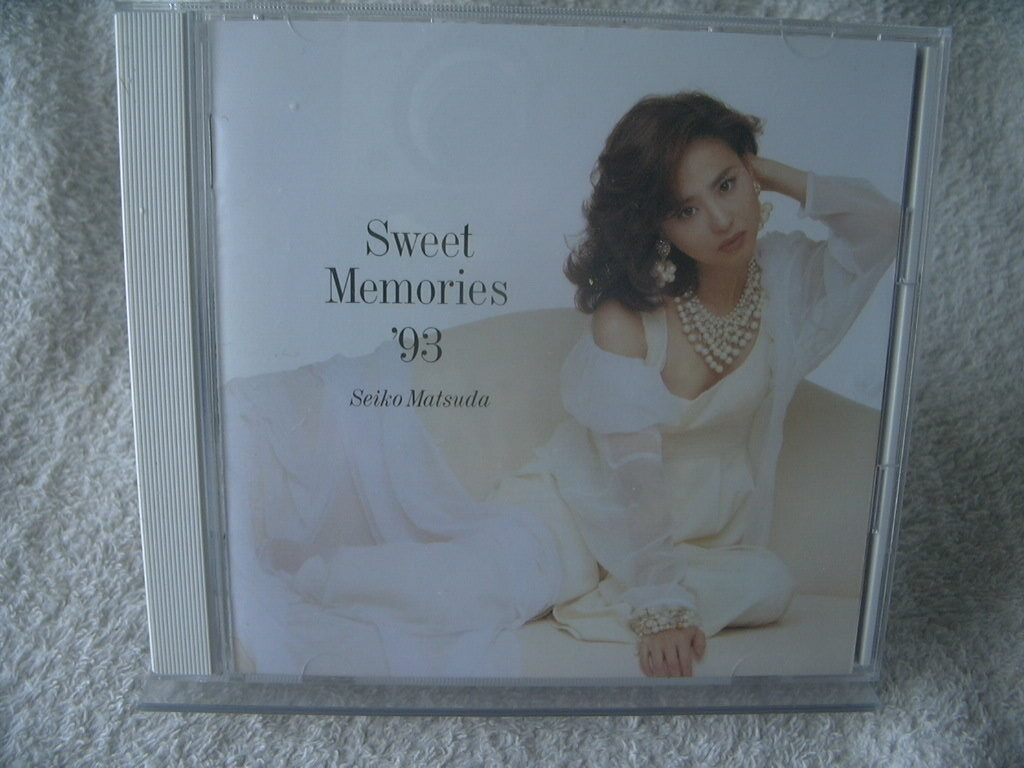 Sweet
Memories
'93
Seiko Matsuda